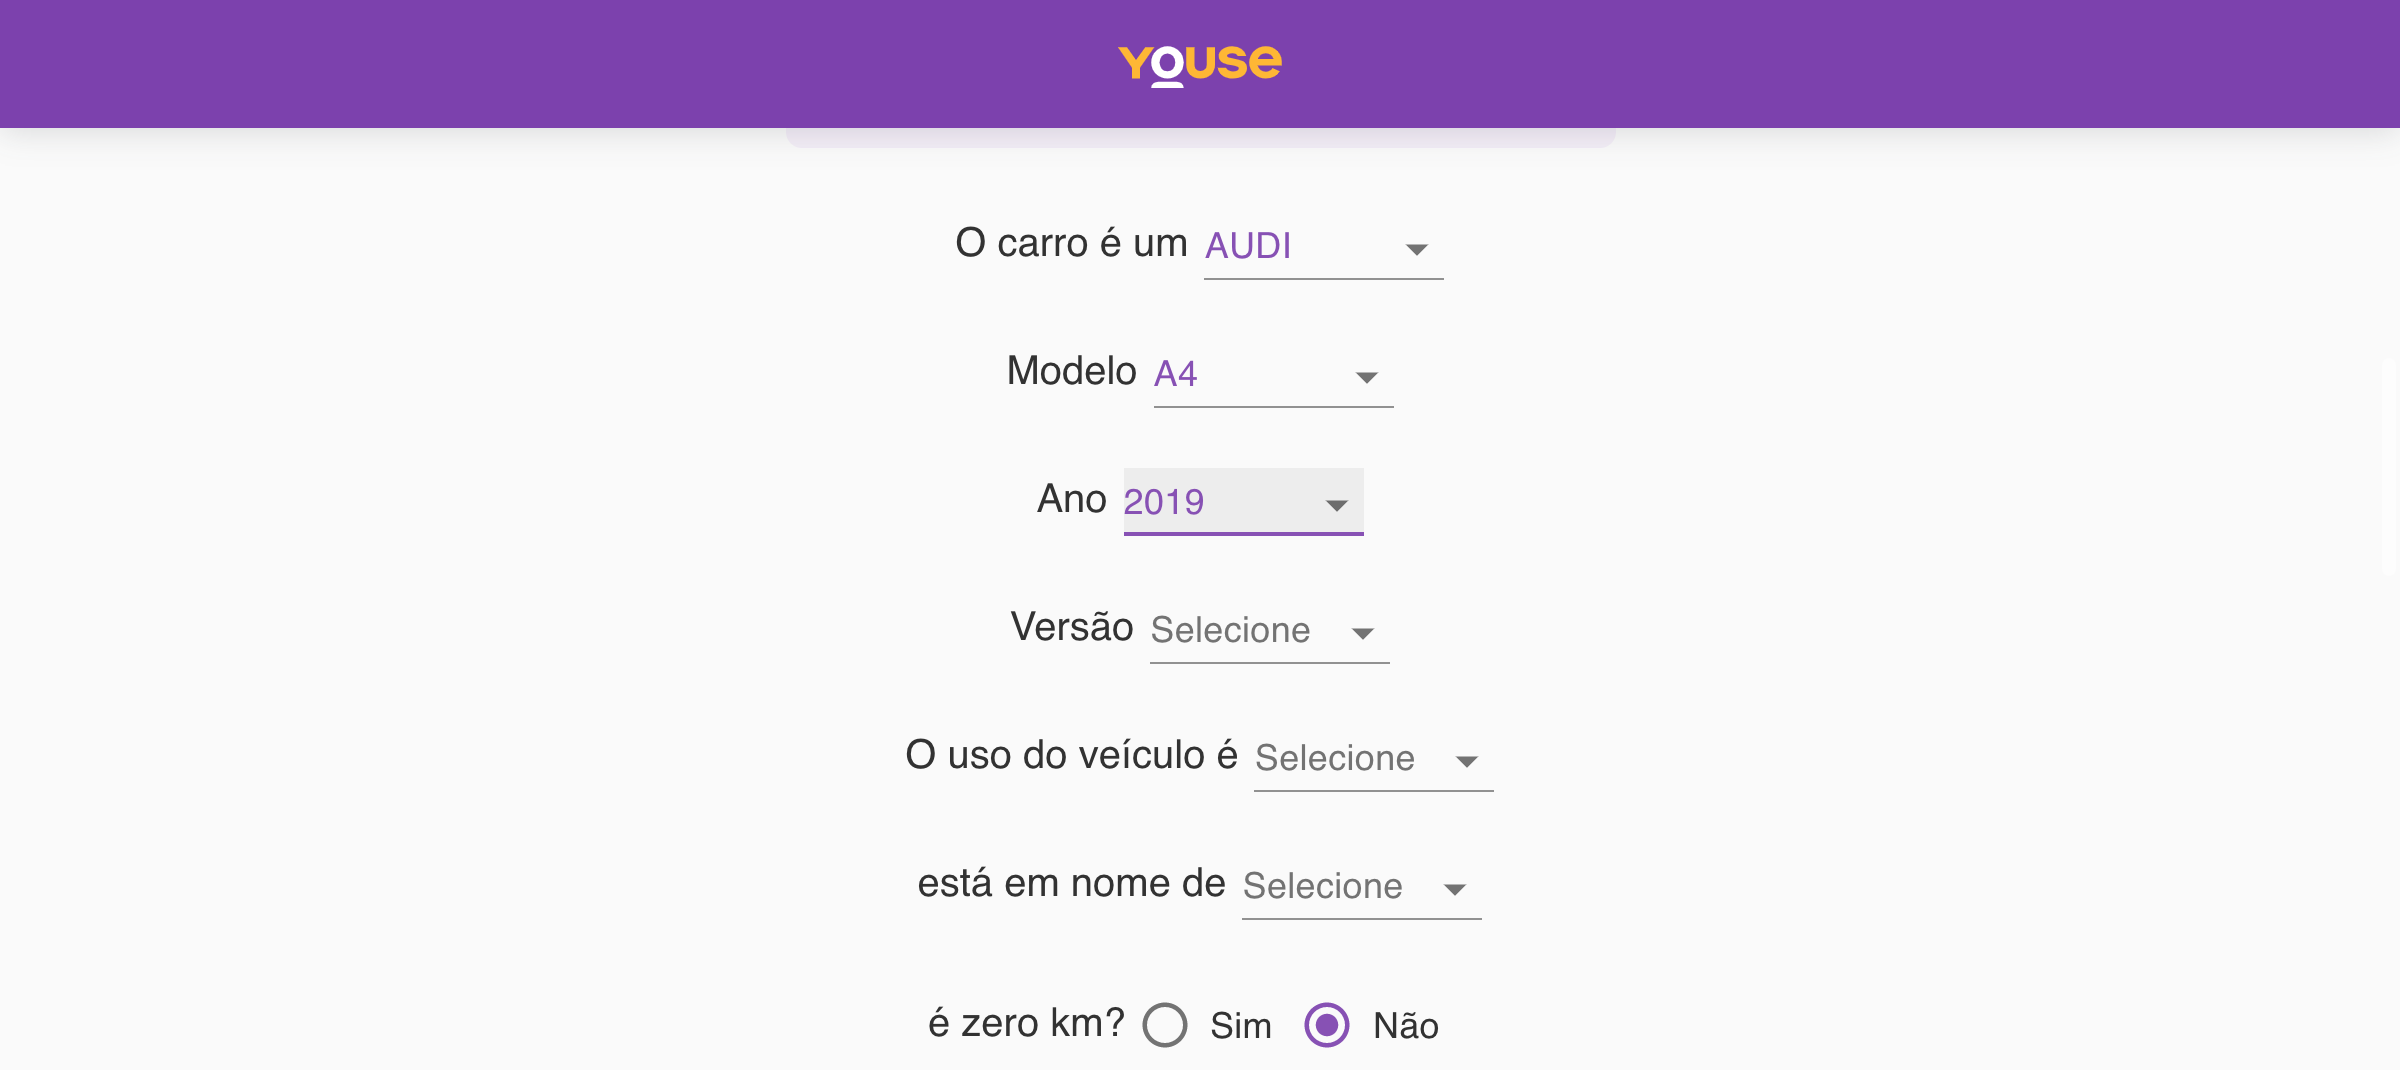 youse
O carro é um AUDI
Modelo A4
Ano 2019
Versão Selecione
O uso do veículo é Selecione
está em nome de Selecione
é zero km? Sim Não